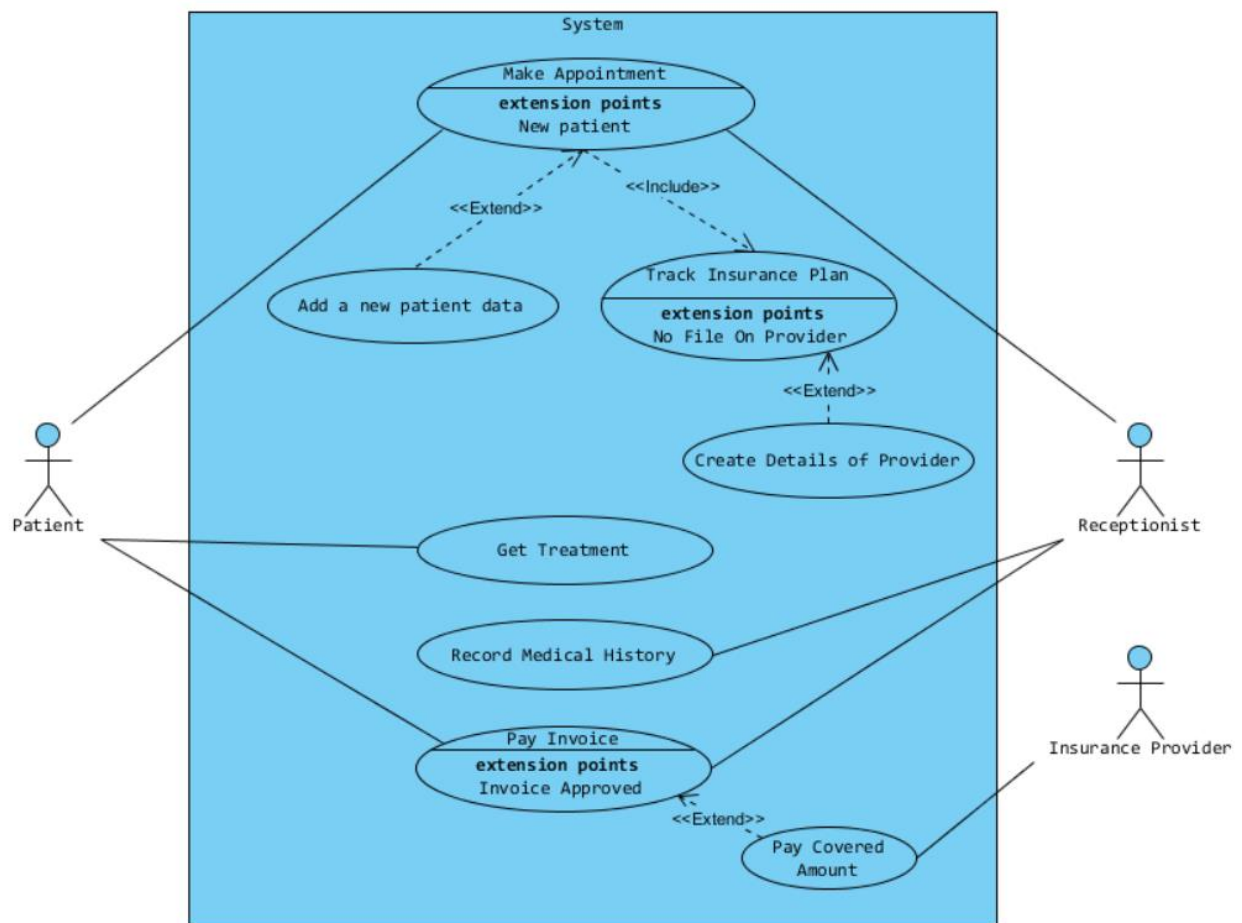 System
Make Appointment
extension points
New patient
<<Include>>
<<Extend>>
Track Insurance Plan
Add a new patient data
extension points
No File On Provider
<<Extend>>
Create Details of Provider
Patient
Receptionist
Get Treatment
Record Medical History
Pay Invoice
Insurance Provider
extension points
Invoice Approved
<<Extend>>
Pay Covered
Amount